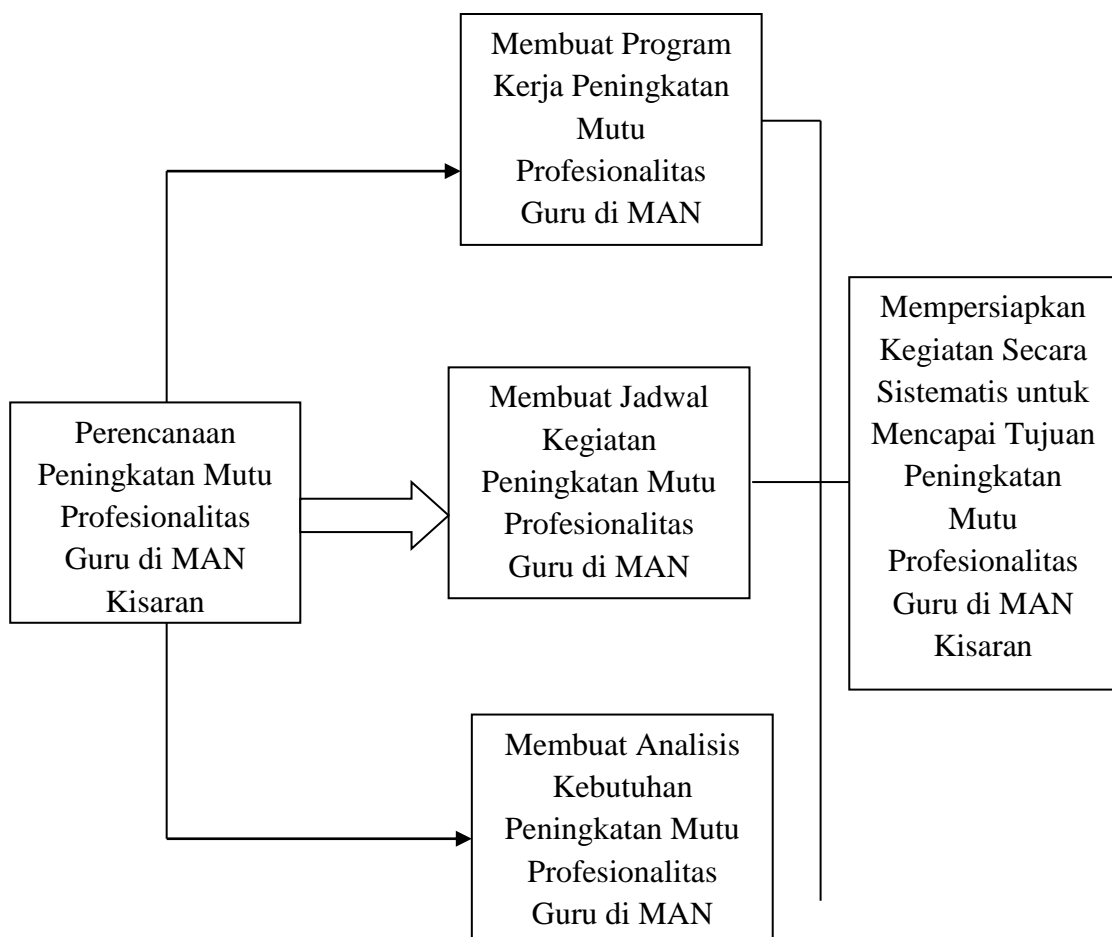 Membuat Program
Kerja Peningkatan
Mutu
Profesionalitas
Guru di MAN
Perencanaan
Peningkatan Mutu
Profesionalitas
Guru di MAN
Kisaran
Membuat Jadwal
Kegiatan
Peningkatan Mutu
Profesionalitas
Guru di MAN
Membuat Analisis
Kebutuhan
Peningkatan Mutu
Profesionalitas
Guru di MAN
Mempersiapkan
Kegiatan Secara
Sistematis untuk
Mencapai Tujuan
Peningkatan
Mutu
Profesionalitas
Guru di MAN
Kisaran